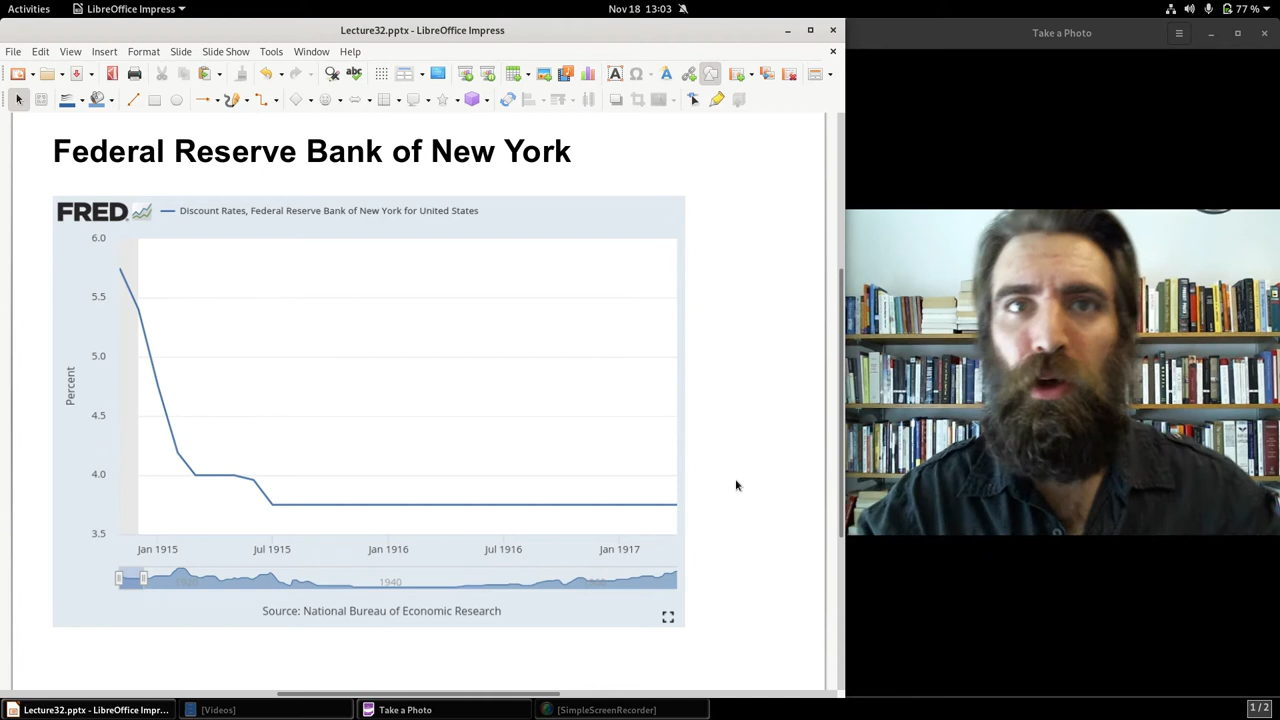 Activities
LibreOffice Impress
Nov 18 13:03
77 %
Lecture32.pptx - LibreOffice Impress
Take a Photo
File Edit View Insert Format Slide Slide Show Tools Window Help
Federal Reserve Bank of New York
FRED
Discount Rates, Federal Reserve Bank of New York for United States
6.0
5.5
5.0
4.5
4.0
3.5
Percent
Jan 1915 Jul 1915 Jan 1916 Jul 1916 Jan 1917
1920 1940 1960
Source: National Bureau of Economic Research
Lecture32.pptx - LibreOffice Impr...
[Videos]
Take a Photo
[SimpleScreenRecorder]
1 / 2